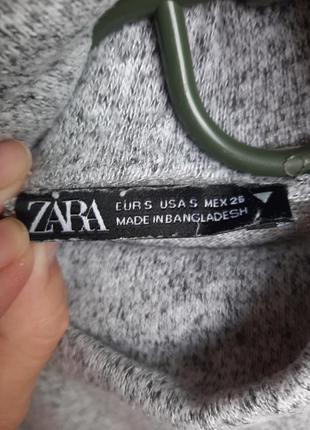 ZARA
EUR S USA S MEX 26
MADE IN BANGLADESH